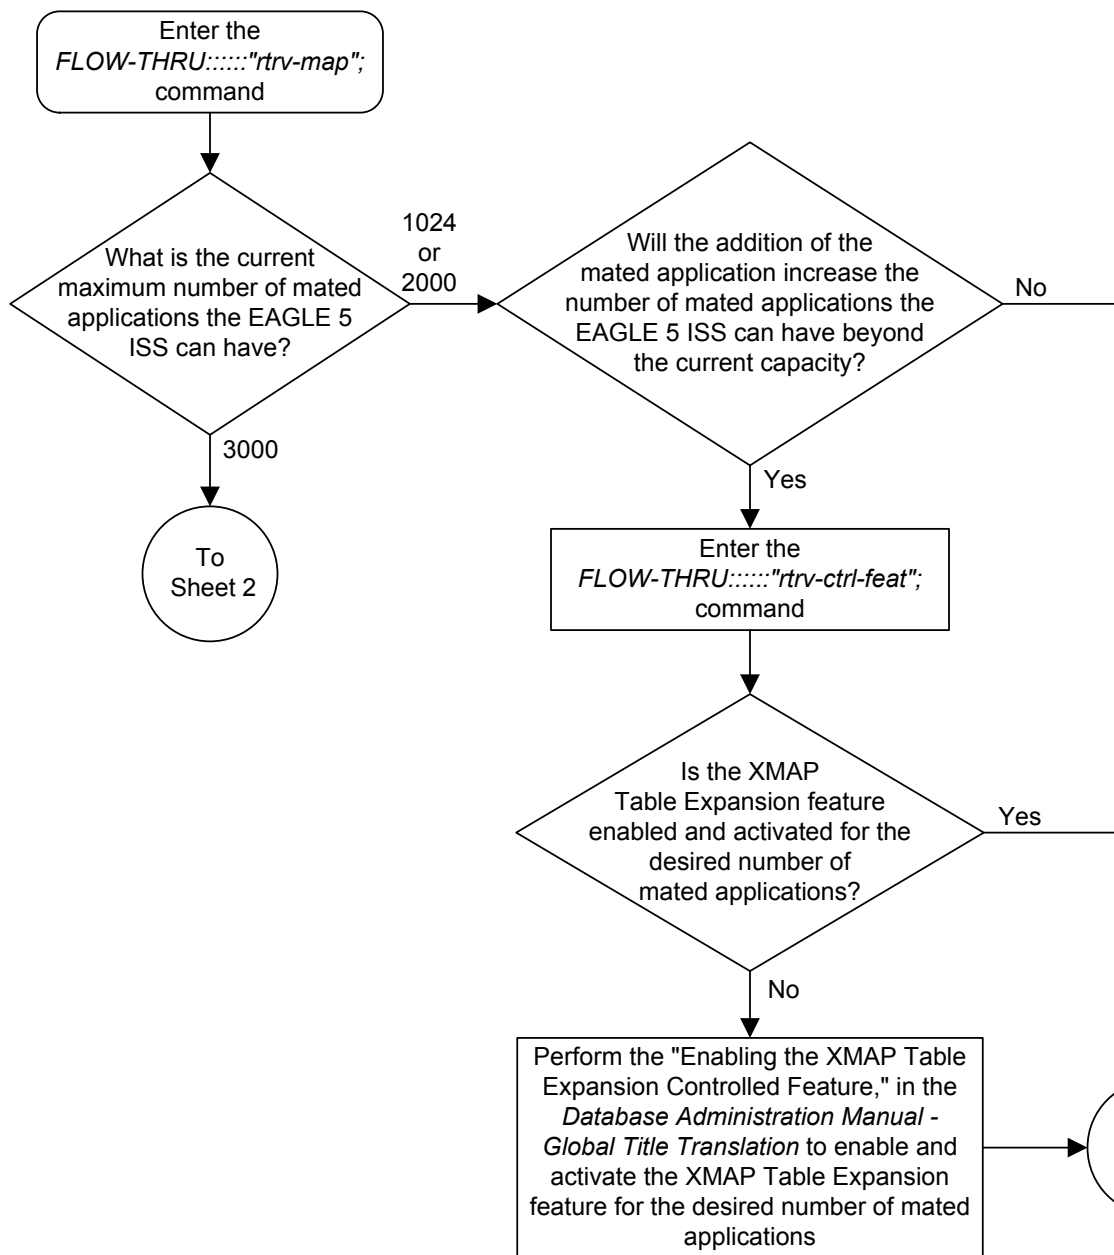 Enter the
FLOW-THRU::::::"rtrv-map";
command
What is the current
maximum number of mated
applications the EAGLE 5
ISS can have?
1024
or
2000
3000
To
Sheet 2
Will the addition of the
mated application increase the
number of mated applications the
EAGLE 5 ISS can have beyond
the current capacity?
No
Yes
Enter the
FLOW-THRU::::::"rtrv-ctrl-feat";
command
Is the XMAP
Table Expansion feature
enabled and activated for the
desired number of
mated applications?
Yes
No
Perform the "Enabling the XMAP Table
Expansion Controlled Feature," in the
Database Administration Manual -
Global Title Translation to enable and
activate the XMAP Table Expansion
feature for the desired number of mated
applications